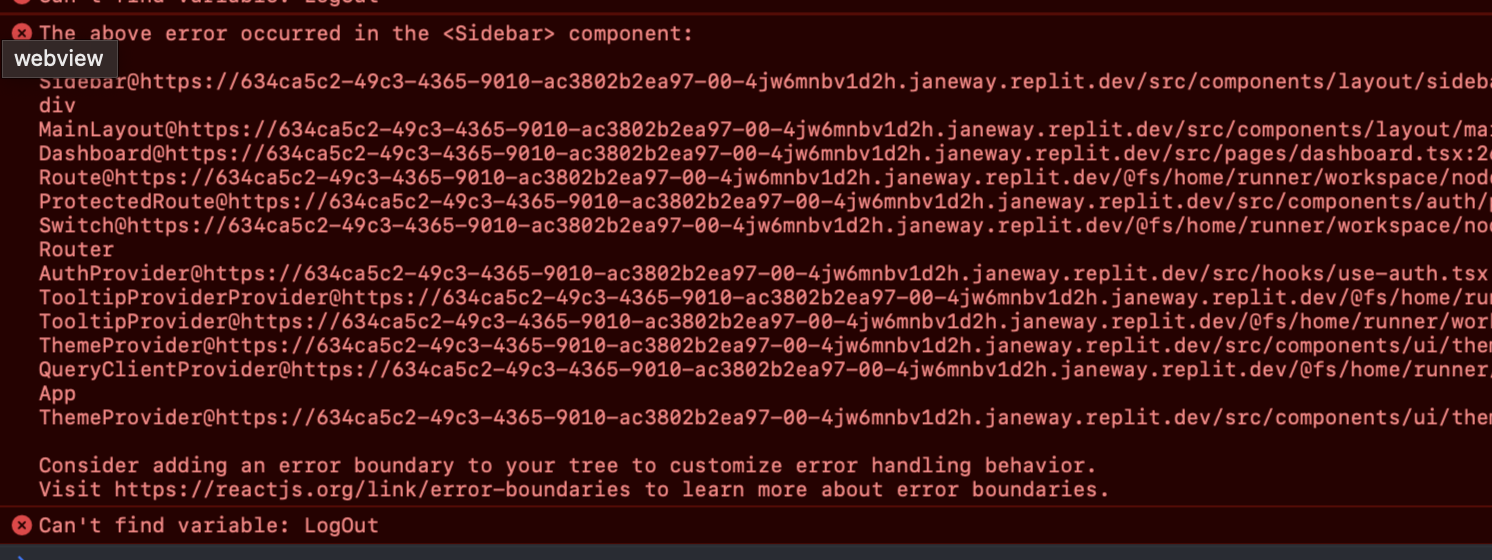 Can't find variable: LogOut
The above error occurred in the <Sidebar> component:
webview
Sidebar@https://634ca5c2-49c3-4365-9010-ac3802b2ea97-00-4jw6mnbv1d2h.janeway.replit.dev/src/components/layout/sideba
div
MainLayout@https://634ca5c2-49c3-4365-9010-ac3802b2ea97-00-4jw6mnbv1d2h.janeway.replit.dev/src/components/layout/mai
Dashboard@https://634ca5c2-49c3-4365-9010-ac3802b2ea97-00-4jw6mnbv1d2h.janeway.replit.dev/src/pages/dashboard.tsx:2
Route@https://634ca5c2-49c3-4365-9010-ac3802b2ea97-00-4jw6mnbv1d2h.janeway.replit.dev/@fs/home/runner/workspace/nod
ProtectedRoute@https://634ca5c2-49c3-4365-9010-ac3802b2ea97-00-4jw6mnbv1d2h.janeway.replit.dev/src/components/auth/p
Switch@https://634ca5c2-49c3-4365-9010-ac3802b2ea97-00-4jw6mnbv1d2h.janeway.replit.dev/@fs/home/runner/workspace/nod
Router
AuthProvider@https://634ca5c2-49c3-4365-9010-ac3802b2ea97-00-4jw6mnbv1d2h.janeway.replit.dev/src/hooks/use-auth.tsx
TooltipProviderProvider@https://634ca5c2-49c3-4365-9010-ac3802b2ea97-00-4jw6mnbv1d2h.janeway.replit.dev/@fs/home/run
TooltipProvider@https://634ca5c2-49c3-4365-9010-ac3802b2ea97-00-4jw6mnbv1d2h.janeway.replit.dev/@fs/home/runner/work
ThemeProvider@https://634ca5c2-49c3-4365-9010-ac3802b2ea97-00-4jw6mnbv1d2h.janeway.replit.dev/src/components/ui/them
QueryClientProvider@https://634ca5c2-49c3-4365-9010-ac3802b2ea97-00-4jw6mnbv1d2h.janeway.replit.dev/@fs/home/runner/
App
ThemeProvider@https://634ca5c2-49c3-4365-9010-ac3802b2ea97-00-4jw6mnbv1d2h.janeway.replit.dev/src/components/ui/them
Consider adding an error boundary to your tree to customize error handling behavior.
Visit https://reactjs.org/link/error-boundaries to learn more about error boundaries.
Can't find variable: LogOut